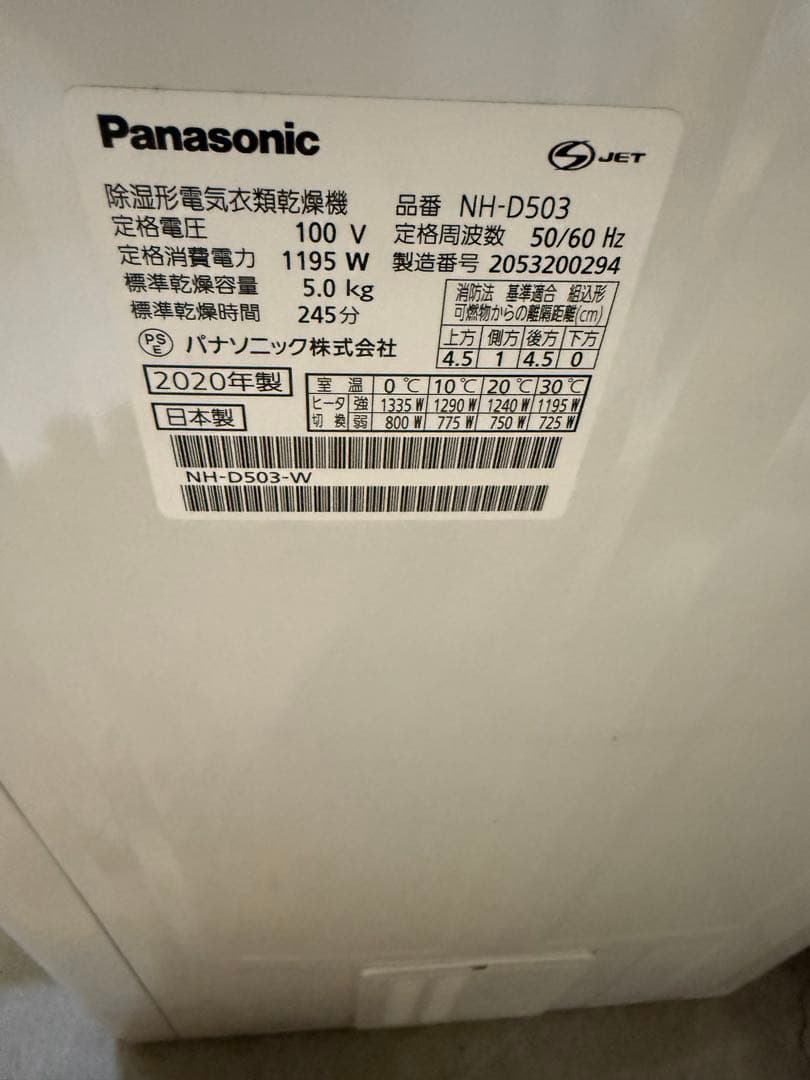 Panasonic
S JET
除湿形電気衣類乾燥機 品番 NH-D503
定格電圧 100 V 定格周波数 50/60 Hz
定格消費電力 1195 W 製造番号 2053200294
標準乾燥容量 5.0 kg
標準乾燥時間 245分
消防法 基準適合 組込形
可燃物からの離隔距離(cm)
上方 側方 後方 下方
4.5 1 4.5 0
PSE パナソニック株式会社
2020年製
日本製
室温 0℃ 10℃ 20℃ 30℃
ヒータ 強 1335 W 1290 W 1240 W 1195 W
切換 弱 800 W 775 W 750 W 725 W
NH-D503-W